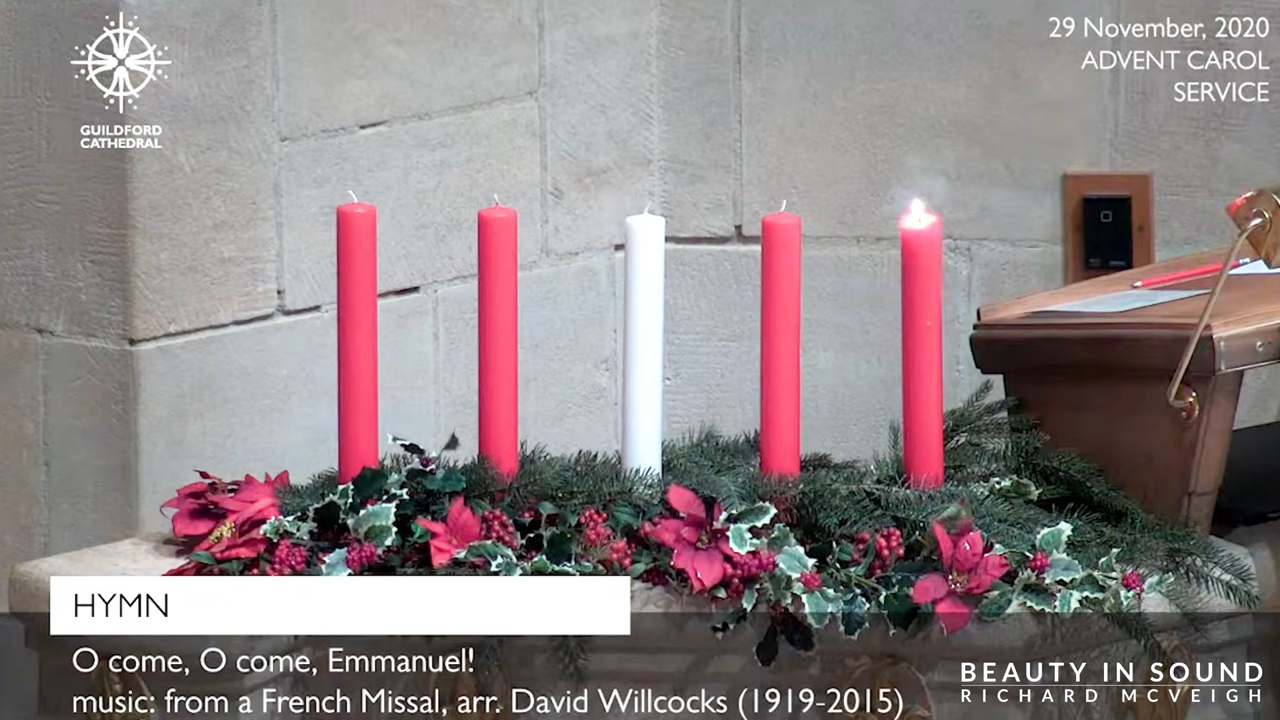 GUILDFORD
CATHEDRAL
29 November, 2020
ADVENT CAROL
SERVICE
HYMN
O come, O come, Emmanuel!
music: from a French Missal, arr. David Willcocks (1919-2015)
BEAUTY IN SOUND
RICHARD MCVEIGH